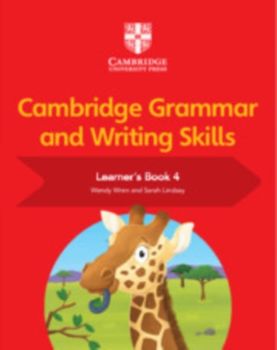 CAMBRIDGE
UNIVERSITY PRESS
Cambridge Grammar
and Writing Skills
Learner's Book 4
Wendy Wren and Sarah Lindsay